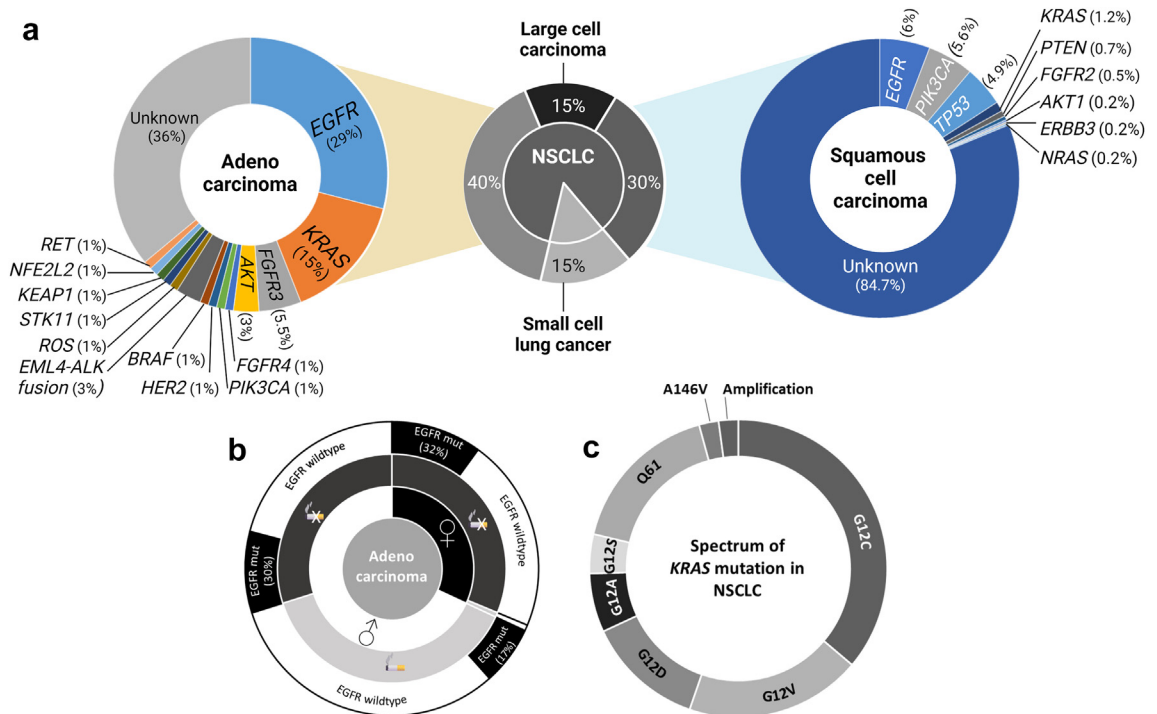 a
Unknown
(36%)
EGFR
(29%)
Adeno
carcinoma
KRAS
(15%)
FGFR3
(5.5%)
AKT
(3%)
RET (1%)
NFE2L2 (1%)
KEAP1 (1%)
STK11 (1%)
ROS (1%)
EML4-ALK
fusion (3%)
BRAF (1%)
HER2 (1%)
FGFR4 (1%)
PIK3CA (1%)
Large cell
carcinoma
15%
NSCLC
40%
30%
15%
Small cell
lung cancer
(6%)
EGFR
(5.6%)
PIK3CA
(4.9%)
TP53
KRAS (1.2%)
PTEN (0.7%)
FGFR2 (0.5%)
AKT1 (0.2%)
ERBB3 (0.2%)
NRAS (0.2%)
Squamous
cell
carcinoma
Unknown
(84.7%)
b
EGFR wildtype
EGFR mut
(32%)
EGFR wildtype
EGFR mut
(30%)
Adeno
carcinoma
EGFR mut
(17%)
EGFR wildtype
c
A146V
Amplification
Q61
G12C
G12S
G12A
G12D
G12V
Spectrum of
KRAS mutation in
NSCLC